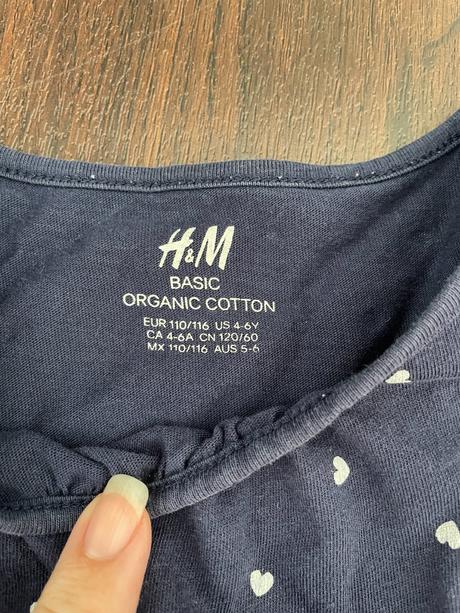 H&M
BASIC
ORGANIC COTTON
EUR 110/116 US 4-6Y
CA 4-6A CN 120/60
MX 110/116 AUS 5-6